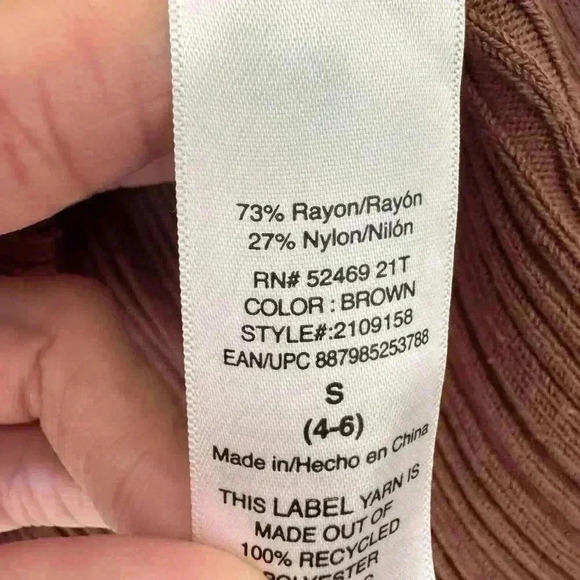 73% Rayon/Rayón
27% Nylon/Nilón
RN# 52469 21T
COLOR : BROWN
STYLE#:2109158
EAN/UPC 887985253788
S
(4-6)
Made in/Hecho en China
THIS LABEL YARN IS
MADE OUT OF
100% RECYCLED
POLYESTER